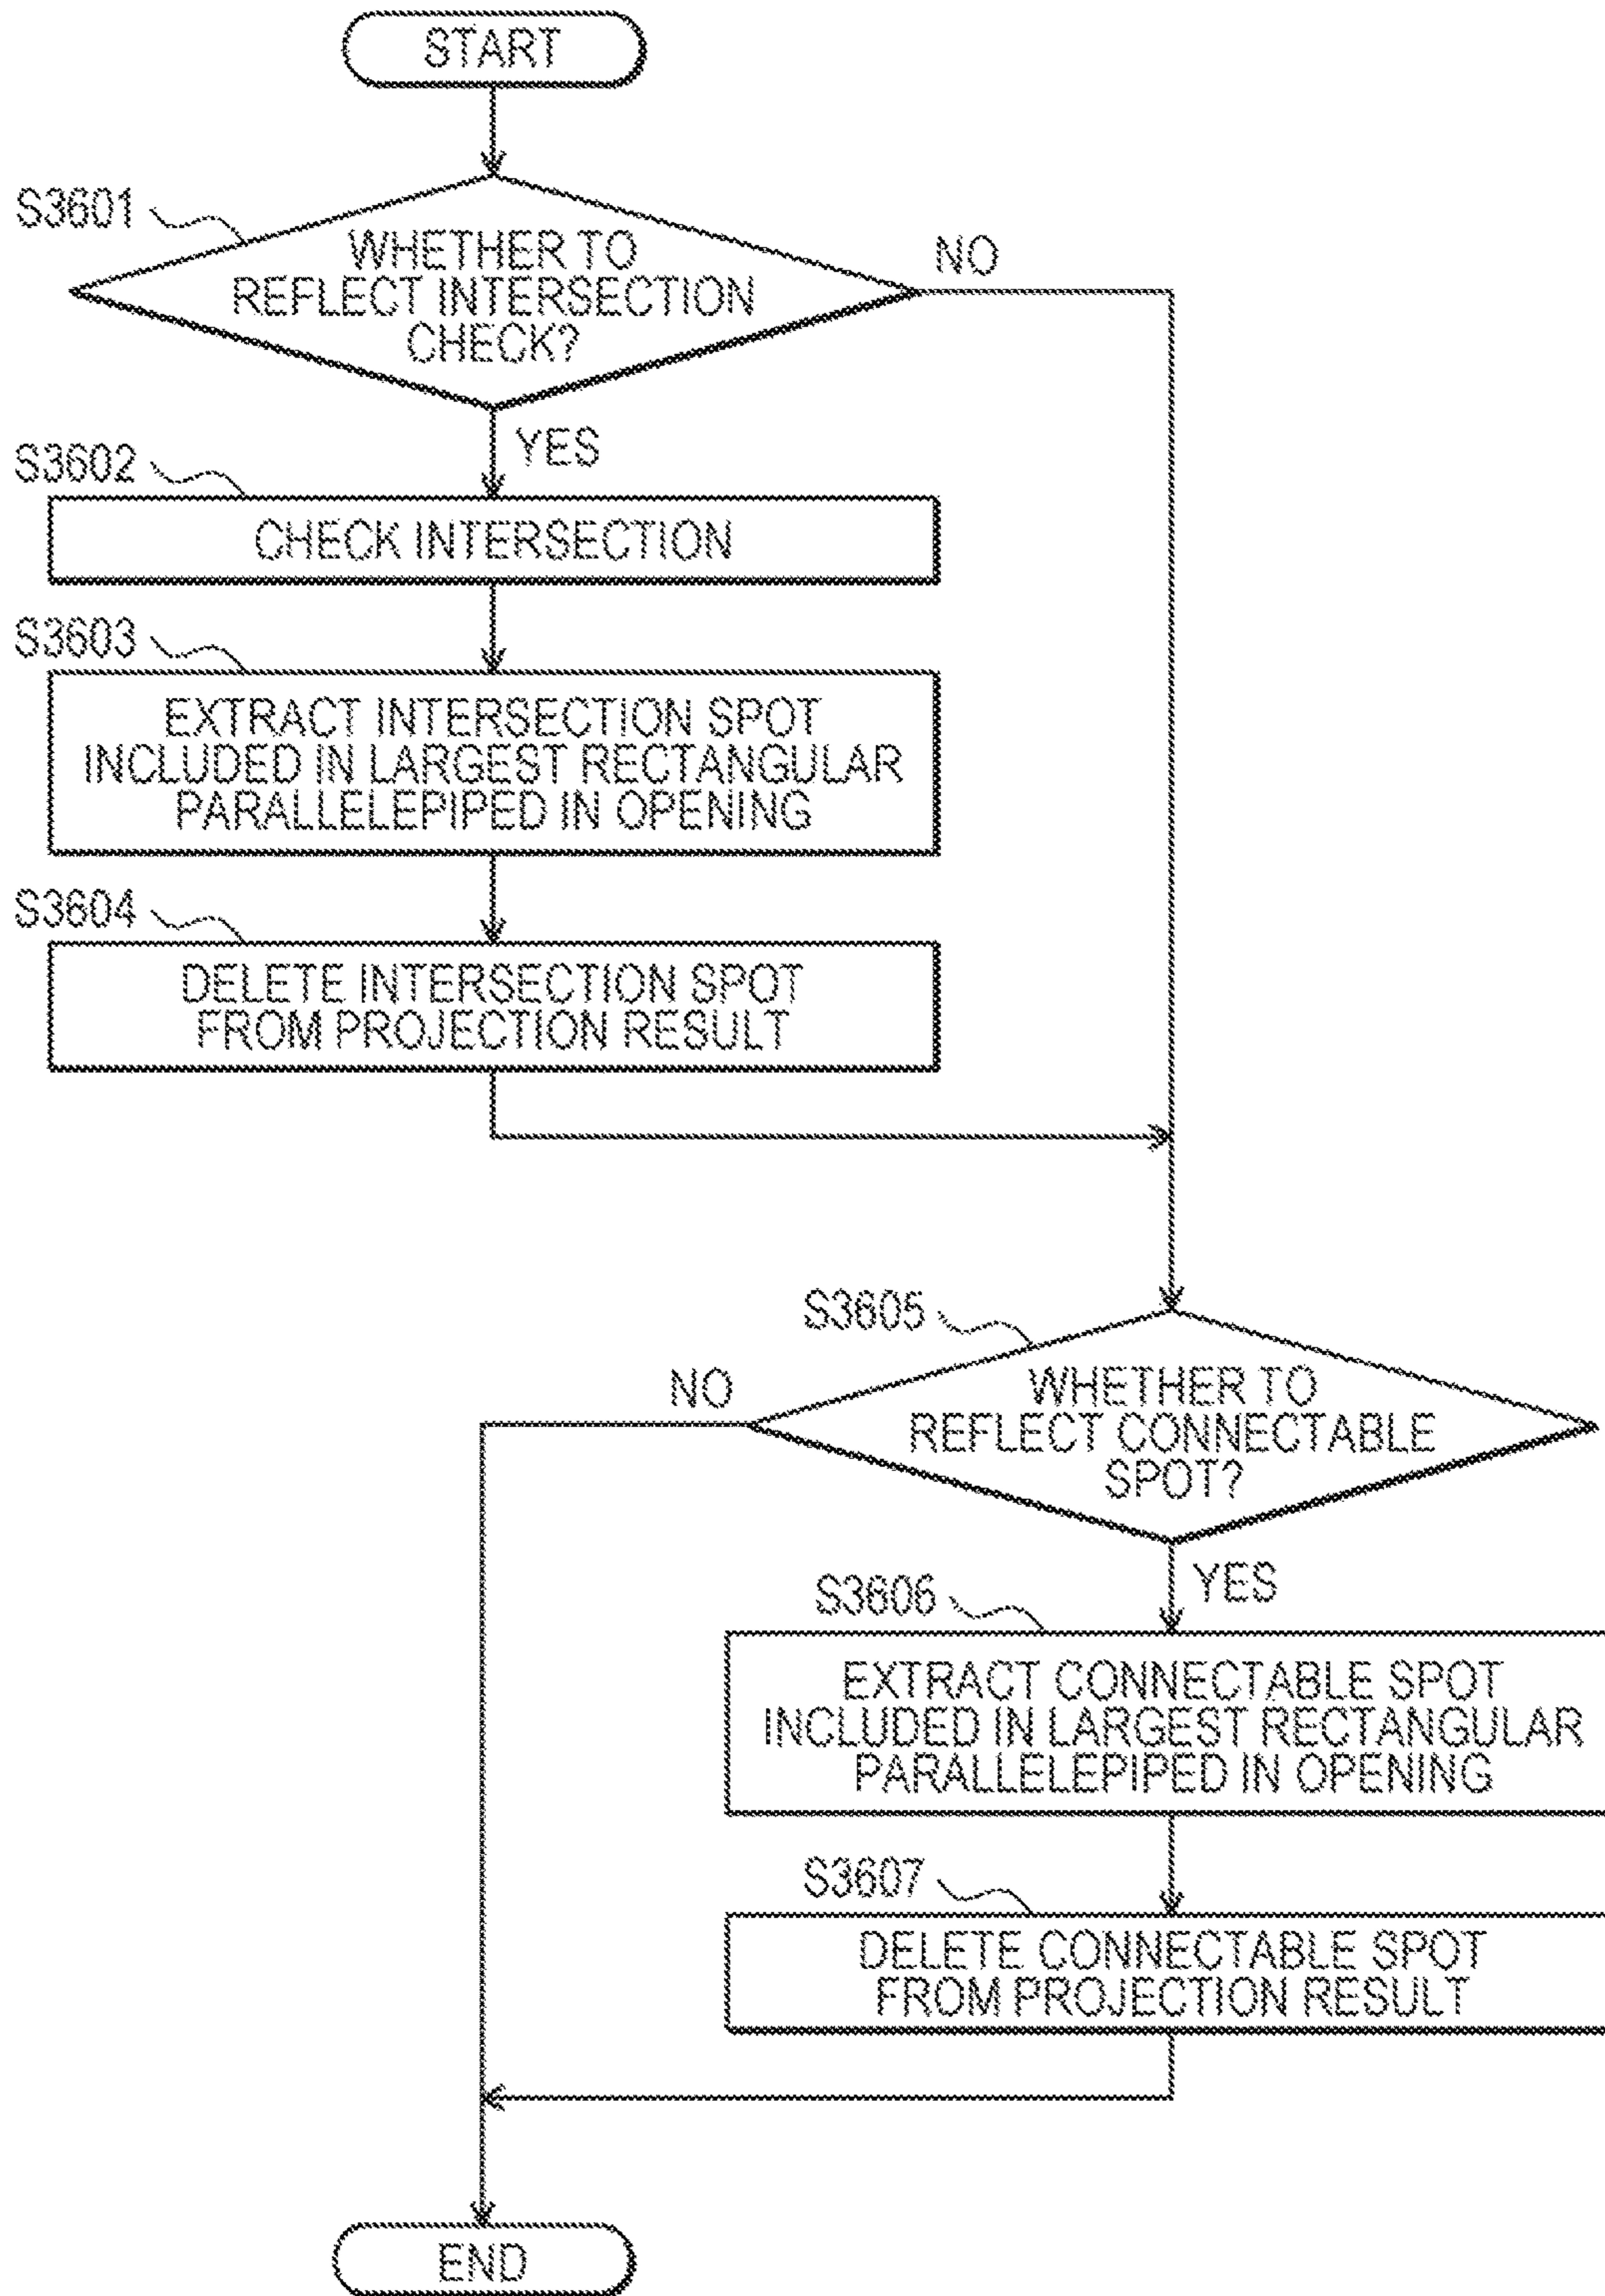 START
S3601
WHETHER TO
REFLECT INTERSECTION
CHECK?
NO
YES
S3602
CHECK INTERSECTION
S3603
EXTRACT INTERSECTION SPOT
INCLUDED IN LARGEST RECTANGULAR
PARALLELEPIPED IN OPENING
S3604
DELETE INTERSECTION SPOT
FROM PROJECTION RESULT
S3605
NO
WHETHER TO
REFLECT CONNECTABLE
SPOT?
YES
S3606
EXTRACT CONNECTABLE SPOT
INCLUDED IN LARGEST RECTANGULAR
PARALLELEPIPED IN OPENING
S3607
DELETE CONNECTABLE SPOT
FROM PROJECTION RESULT
END